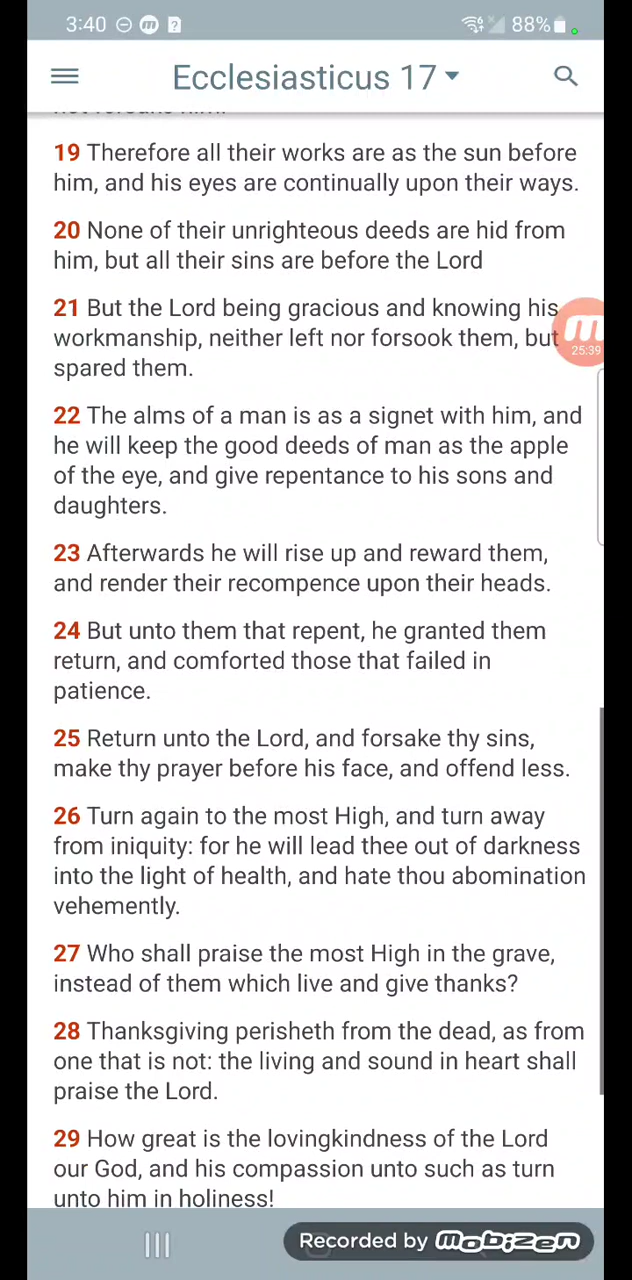 3:40 m ? 88%
Ecclesiasticus 17
19 Therefore all their works are as the sun before
him, and his eyes are continually upon their ways.
20 None of their unrighteous deeds are hid from
him, but all their sins are before the Lord
21 But the Lord being gracious and knowing his
workmanship, neither left nor forsook them, but
spared them.
m
25:39
22 The alms of a man is as a signet with him, and
he will keep the good deeds of man as the apple
of the eye, and give repentance to his sons and
daughters.
23 Afterwards he will rise up and reward them,
and render their recompence upon their heads.
24 But unto them that repent, he granted them
return, and comforted those that failed in
patience.
25 Return unto the Lord, and forsake thy sins,
make thy prayer before his face, and offend less.
26 Turn again to the most High, and turn away
from iniquity: for he will lead thee out of darkness
into the light of health, and hate thou abomination
vehemently.
27 Who shall praise the most High in the grave,
instead of them which live and give thanks?
28 Thanksgiving perisheth from the dead, as from
one that is not: the living and sound in heart shall
praise the Lord.
29 How great is the lovingkindness of the Lord
our God, and his compassion unto such as turn
unto him in holiness!
Recorded by mobizen